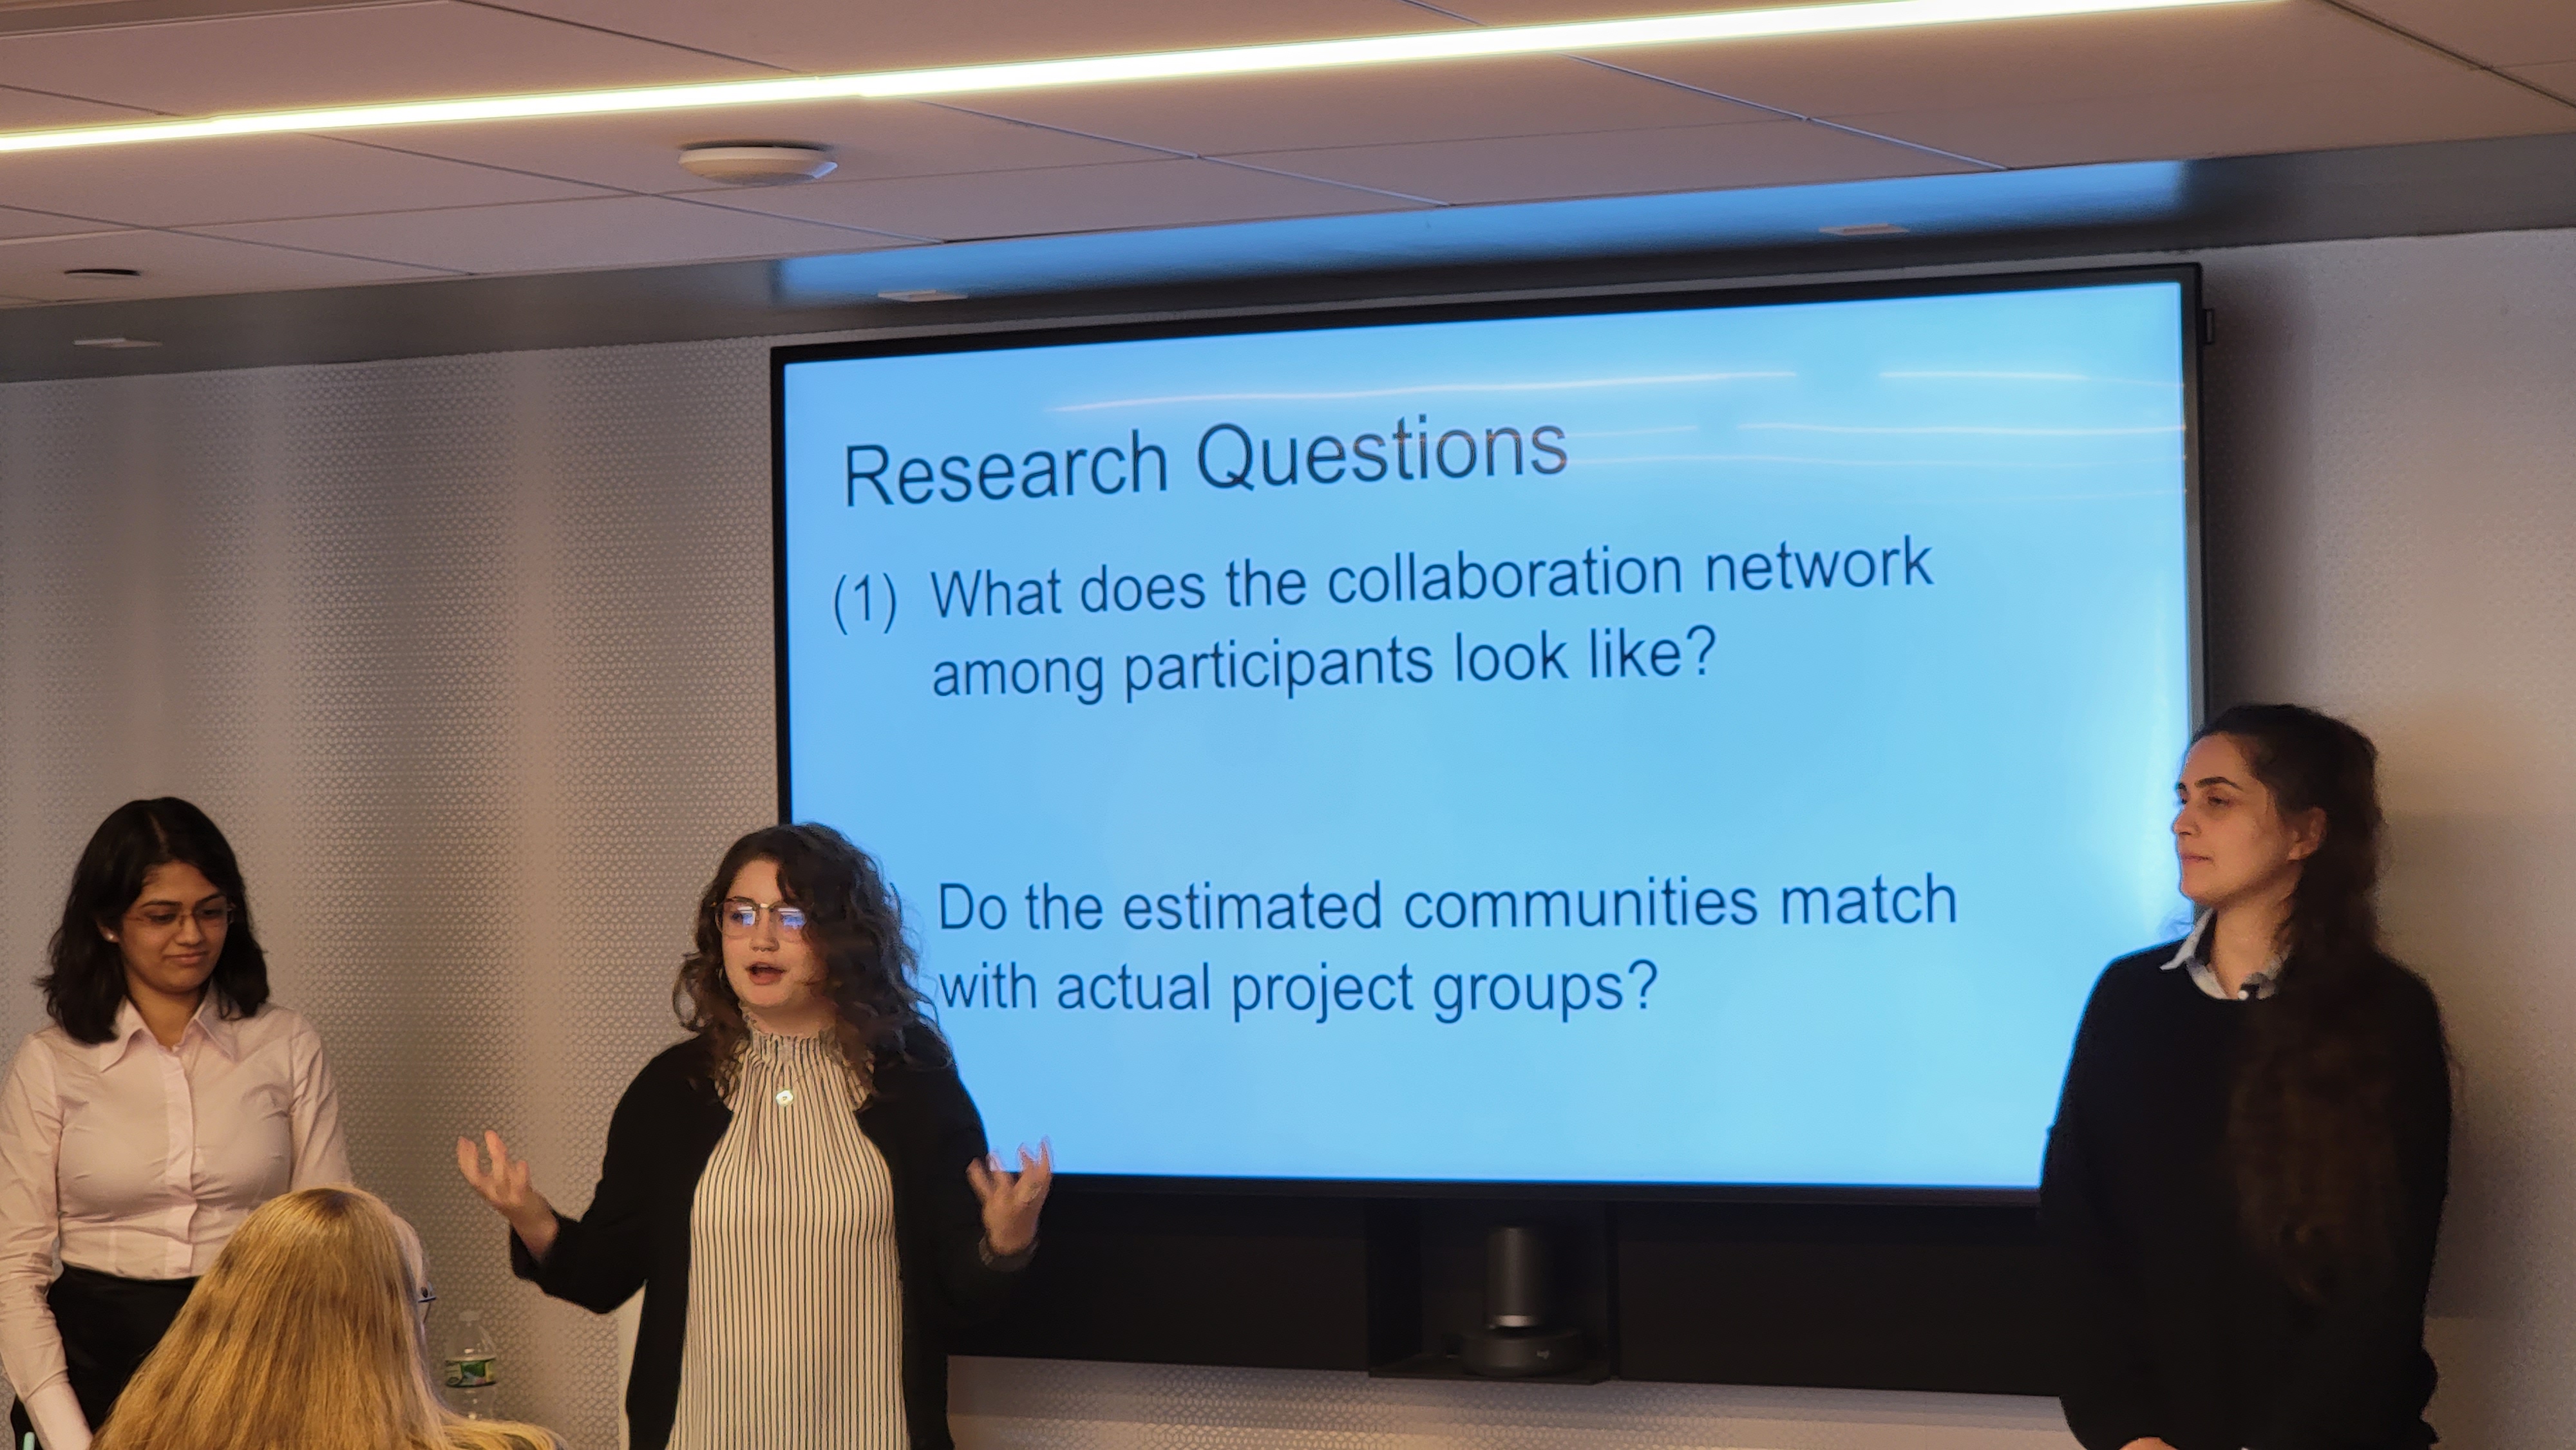 Research Questions
(1) What does the collaboration network
among participants look like?
Do the estimated communities match
with actual project groups?